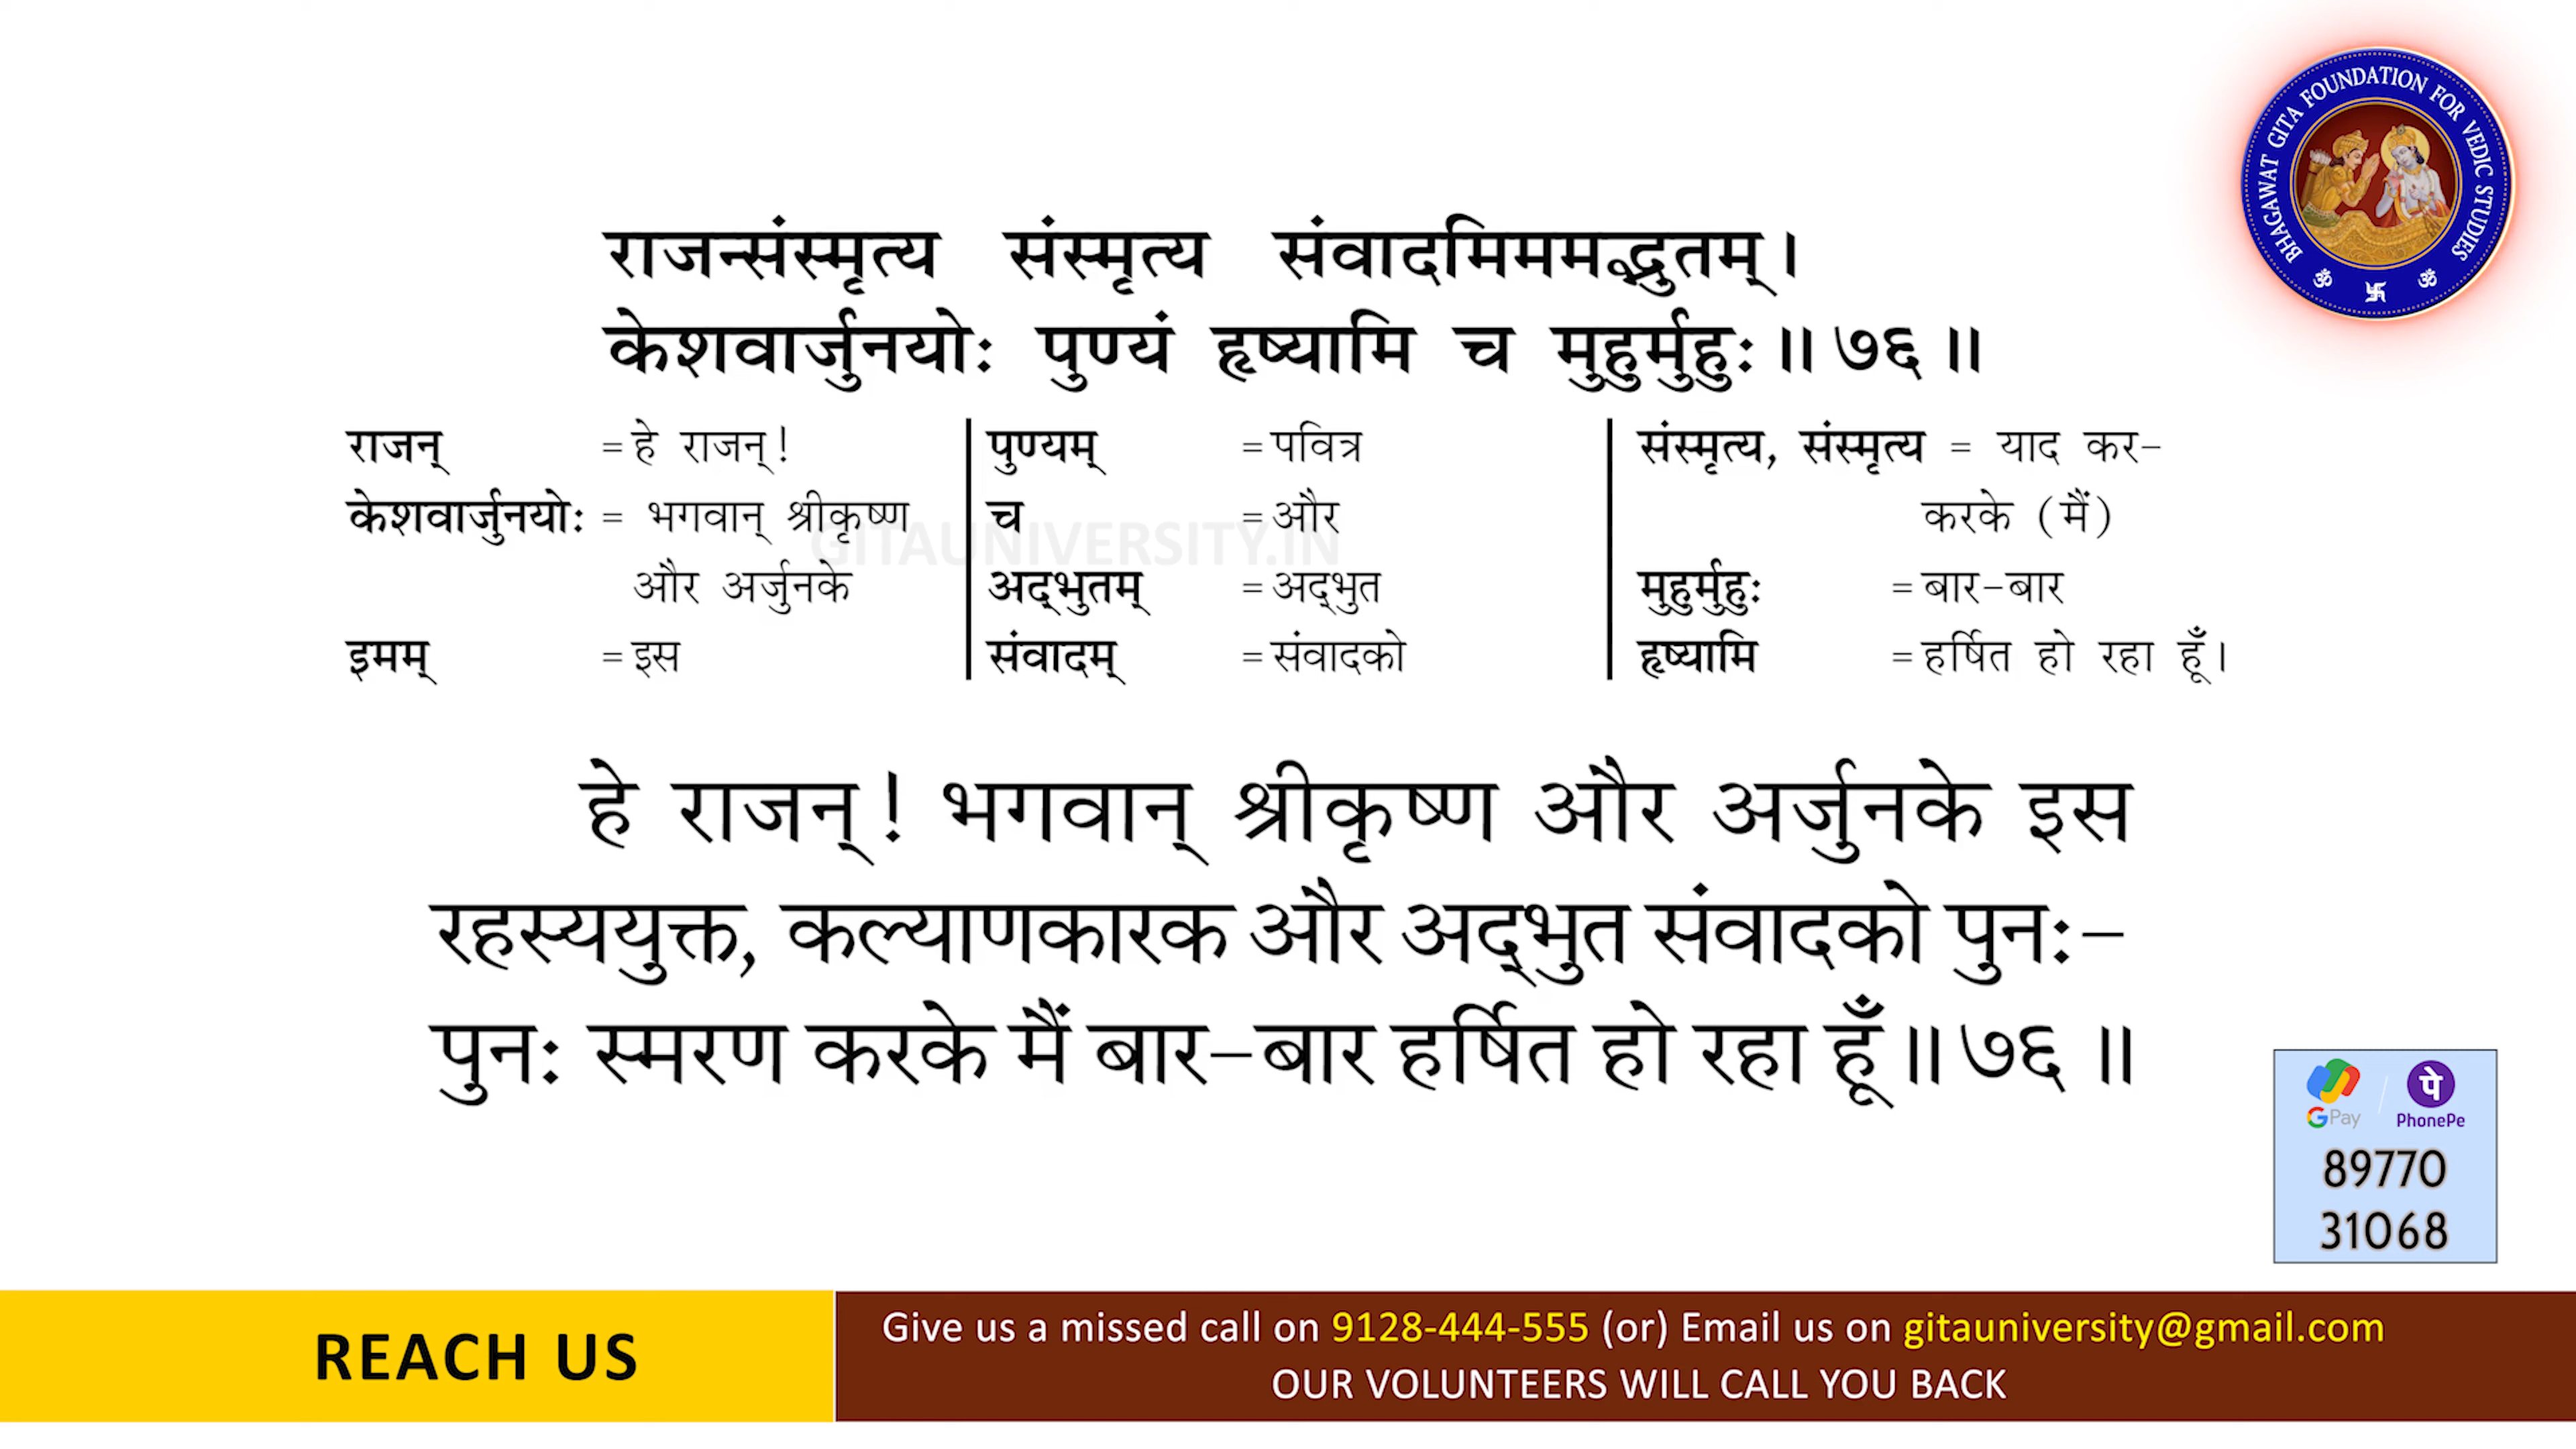 BHAGAWAT GITA FOUNDATION FOR VEDIC STUDIES
ॐ 卐 ॐ
राजन्संस्मृत्य संस्मृत्य संवादमिममद्भुतम्।
केशवार्जुनयोः पुण्यं हृष्यामि च मुहुर्मुहुः॥ ७६॥
राजन् = हे राजन्!
केशवार्जुनयोः = भगवान् श्रीकृष्ण
और अर्जुनके
इमम् = इस
पुण्यम् = पवित्र
च = और
अद्‌भुतम् = अद्‌भुत
संवादम् = संवादको
संस्मृत्य, संस्मृत्य = याद कर-
करके (मैं)
मुहुर्मुहुः = बार-बार
हृष्यामि = हर्षित हो रहा हूँ।
GITAUNIVERSITY.IN
हे राजन्! भगवान् श्रीकृष्ण और अर्जुनके इस
रहस्ययुक्त, कल्याणकारक और अद्‌भुत संवादको पुनः-
पुनः स्मरण करके मैं बार-बार हर्षित हो रहा हूँ॥ ७६॥
G Pay
पे
PhonePe
89770
31068
REACH US
Give us a missed call on 9128-444-555 (or) Email us on gitauniversity@gmail.com
OUR VOLUNTEERS WILL CALL YOU BACK